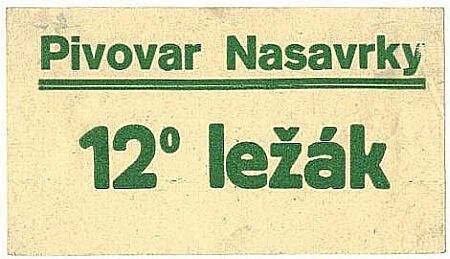 Pivovar Nasavrky
12° ležák